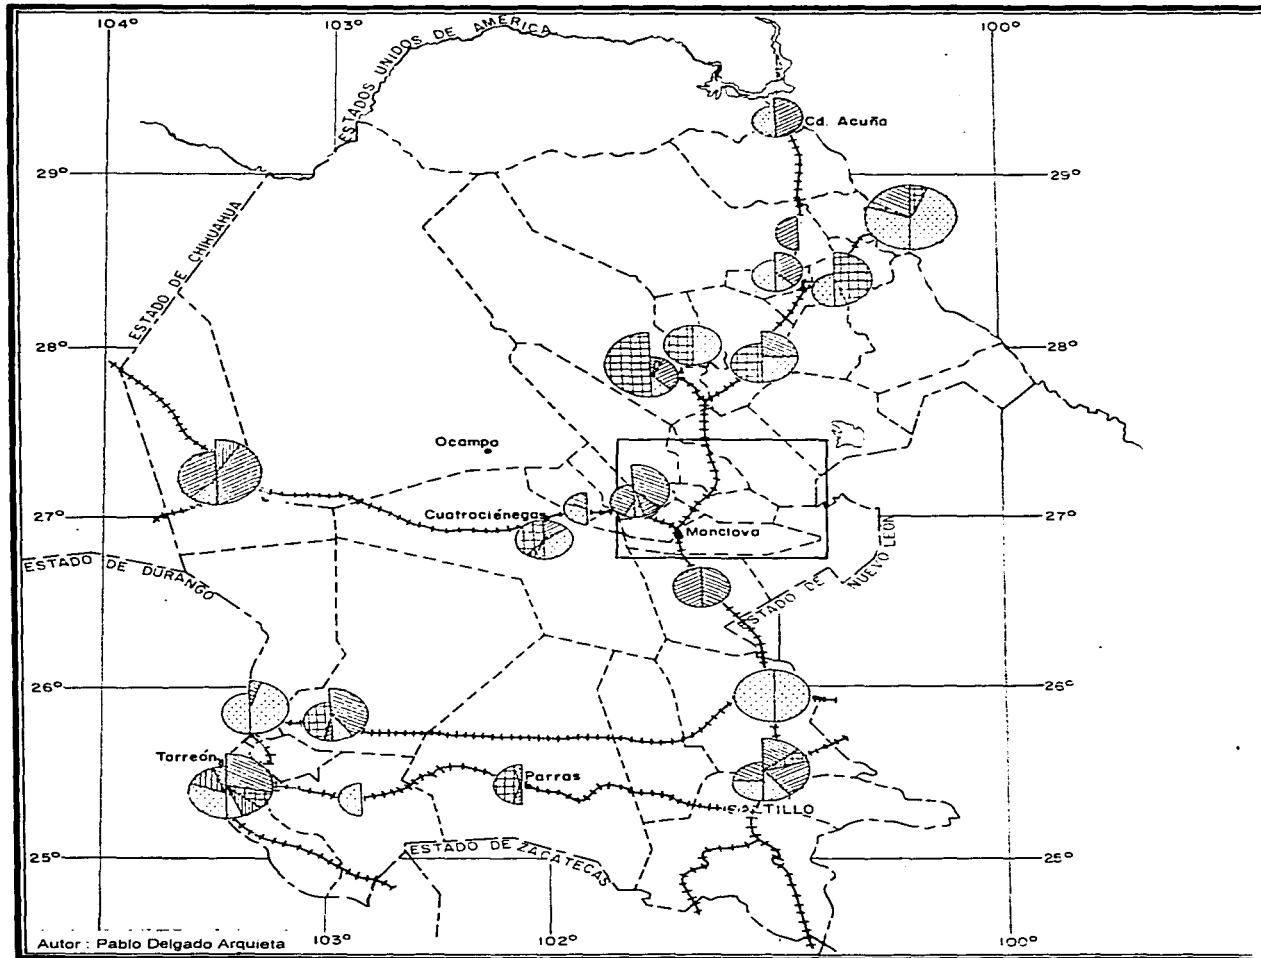 104°
103°
100°
ESTADOS UNIDOS DE AMÉRICA
Cd. Acuña
29°
29°
ESTADO DE CHIHUAHUA
28°
28°
Ocampo
Cuatrociénegas
27°
27°
Monclova
ESTADO DE DURANGO
ESTADO DE NUEVO LEON
26°
26°
Torreón
Parras
SALTILLO
25°
25°
ESTADO DE ZACATECAS
103°
102°
100°
Autor : Pablo Delgado Arquieta